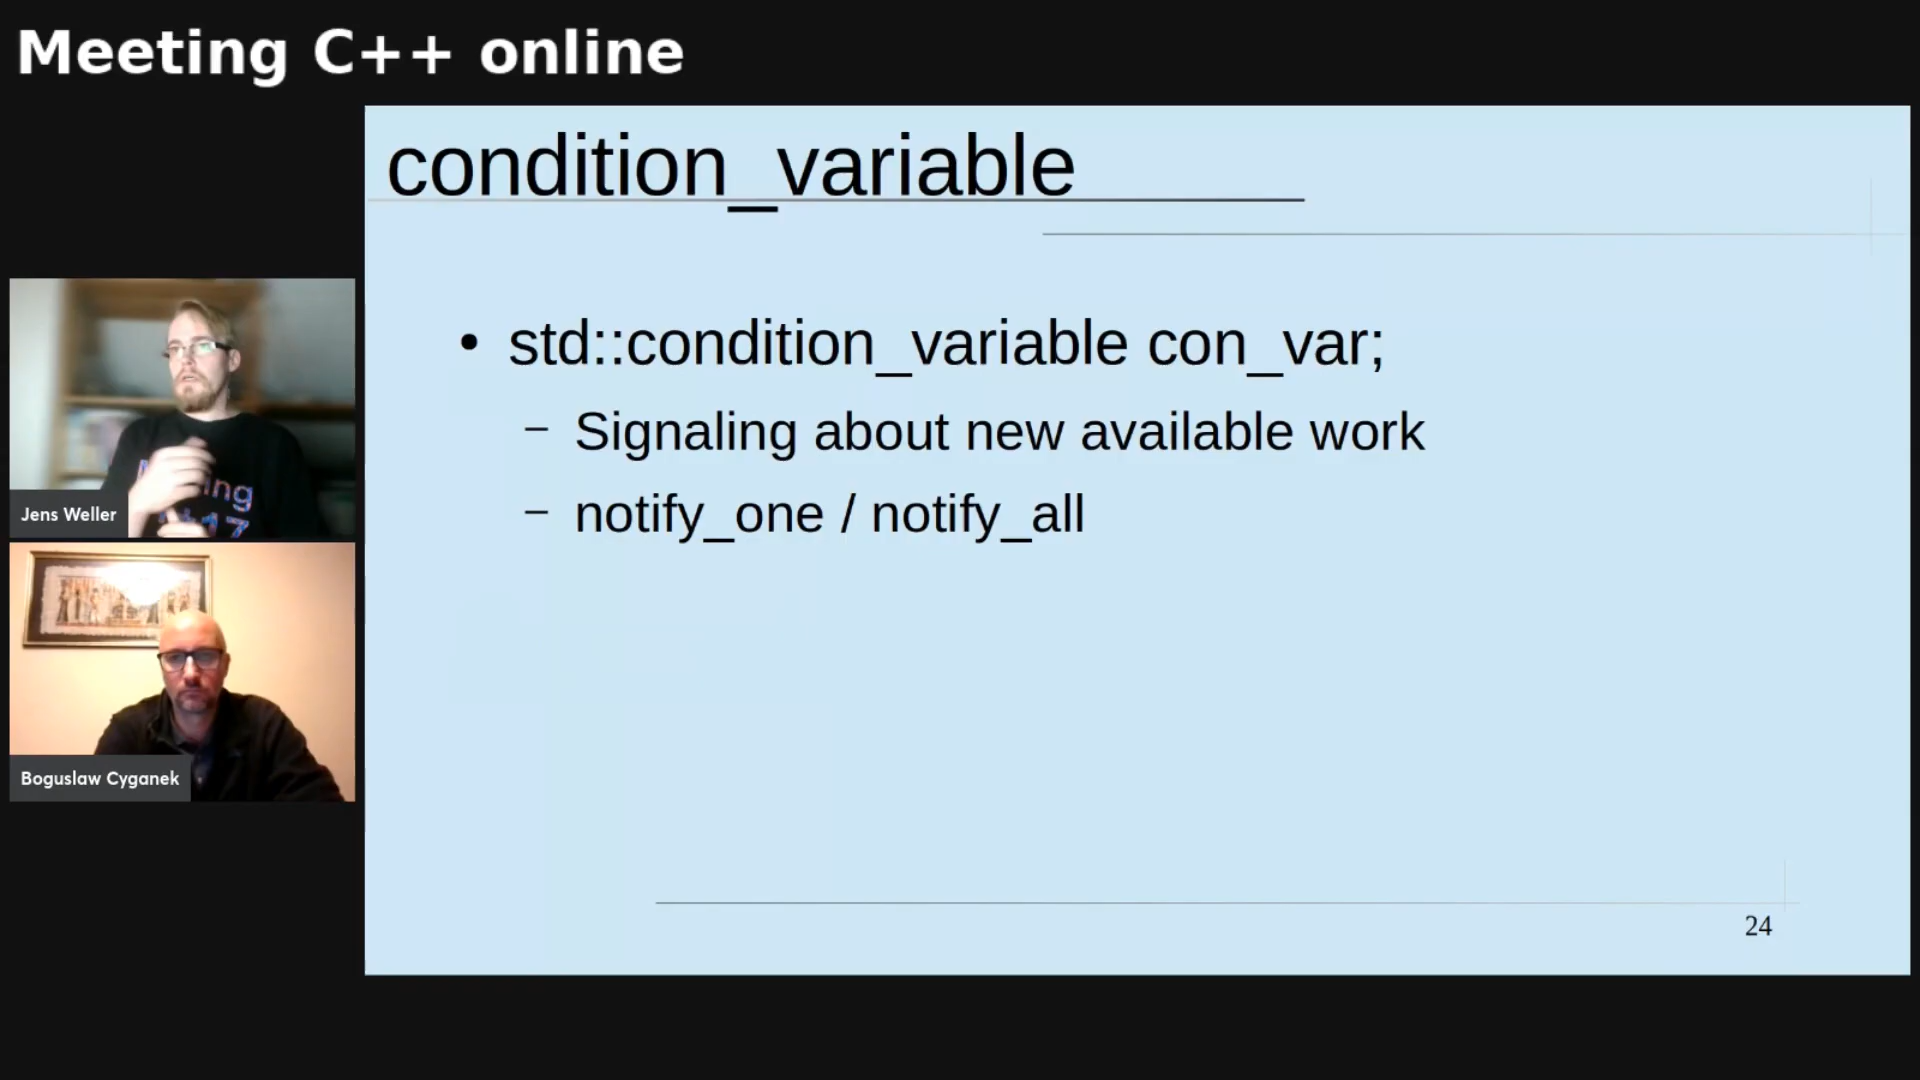 Meeting C++ online
condition_variable
• std::condition_variable con_var;
– Signaling about new available work
– notify_one / notify_all
24
Jens Weller
Boguslaw Cyganek